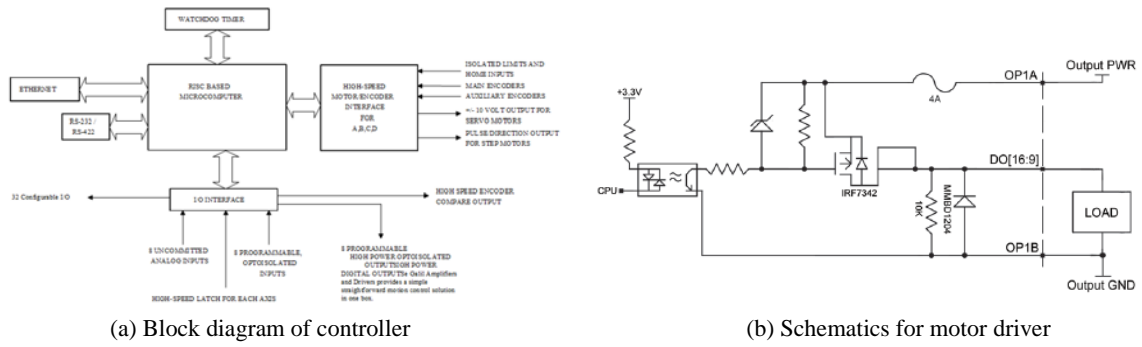 WATCHDOG TIMER
ETHERNET
RISC BASED
MICROCOMPUTER
RS-232 /
RS-422
HIGH-SPEED
MOTOR/ENCODER
INTERFACE
FOR
A,B,C,D
ISOLATED LIMITS AND
HOME INPUTS
MAIN ENCODERS
AUXILIARY ENCODERS
+/- 10 VOLT OUTPUT FOR
SERVO MOTORS
PULSE/DIRECTION OUTPUT
FOR STEP MOTORS
I/O INTERFACE
32 Configurable I/O
HIGH SPEED ENCODER
COMPARE OUTPUT
8 UNCOMMITTED
ANALOG INPUTS
8 PROGRAMMABLE,
OPTOISOLATED
INPUTS
HIGH-SPEED LATCH FOR EACH AXIS
8 PROGRAMMABLE
HIGH POWER OPTOISOLATED
OUTPUTS
DIGITAL OUTPUTS Galil Amplifiers
and Drivers provides a simple
straightforward motion control solution
in one box.
(a) Block diagram of controller
+3.3V
CPU
4A
OP1A
Output PWR
IRF7342
DO[16:9]
10K
MMBD1204
LOAD
OP1B
Output GND
(b) Schematics for motor driver